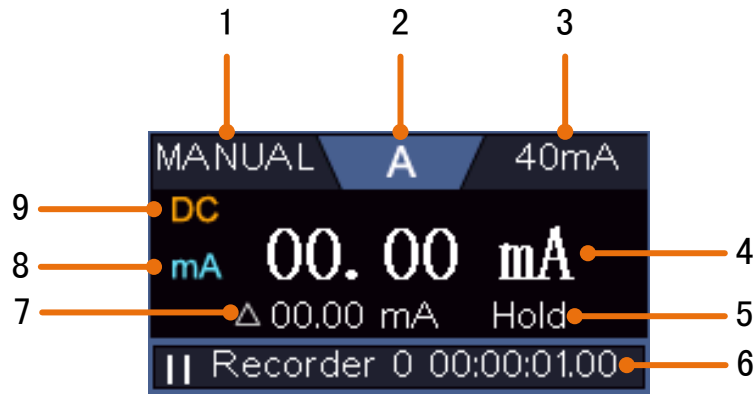 1 2 3
MANUAL A 40mA
9 DC
8 mA 00.00 mA 4
7 △ 00.00 mA Hold 5
|| Recorder 0 00:00:01.00 6